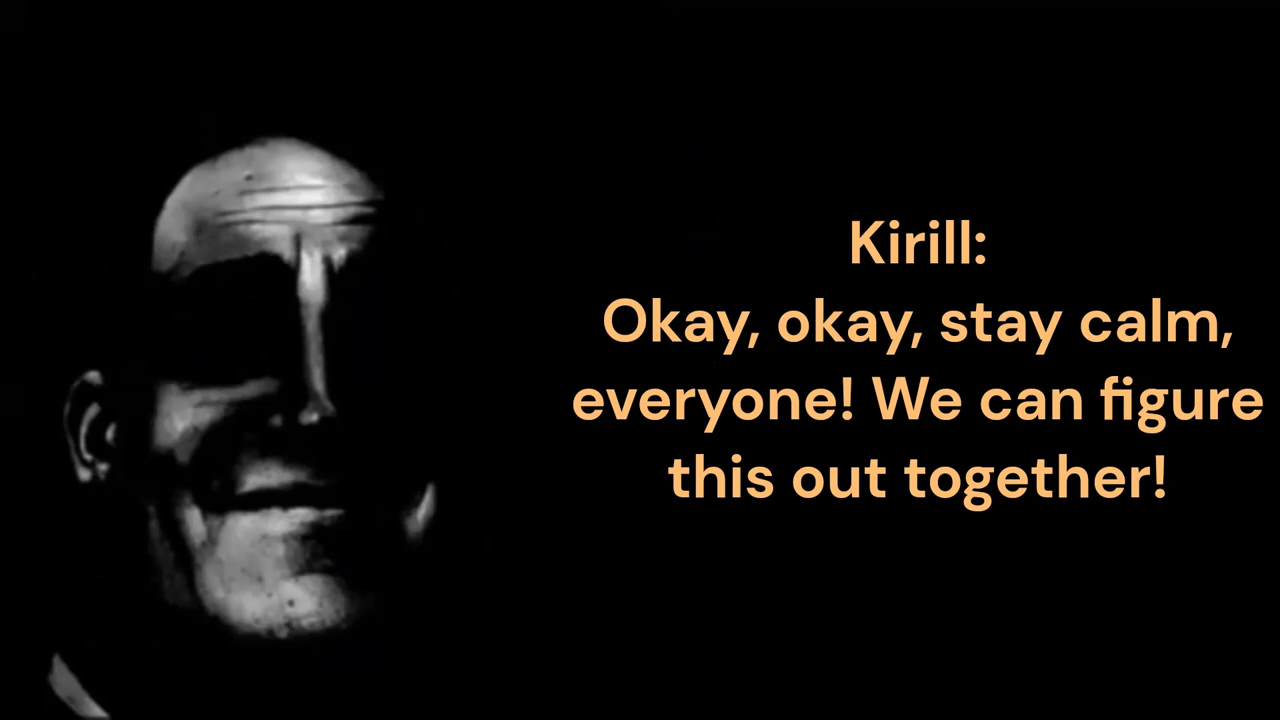 Kirill:
Okay, okay, stay calm,
everyone! We can figure
this out together!